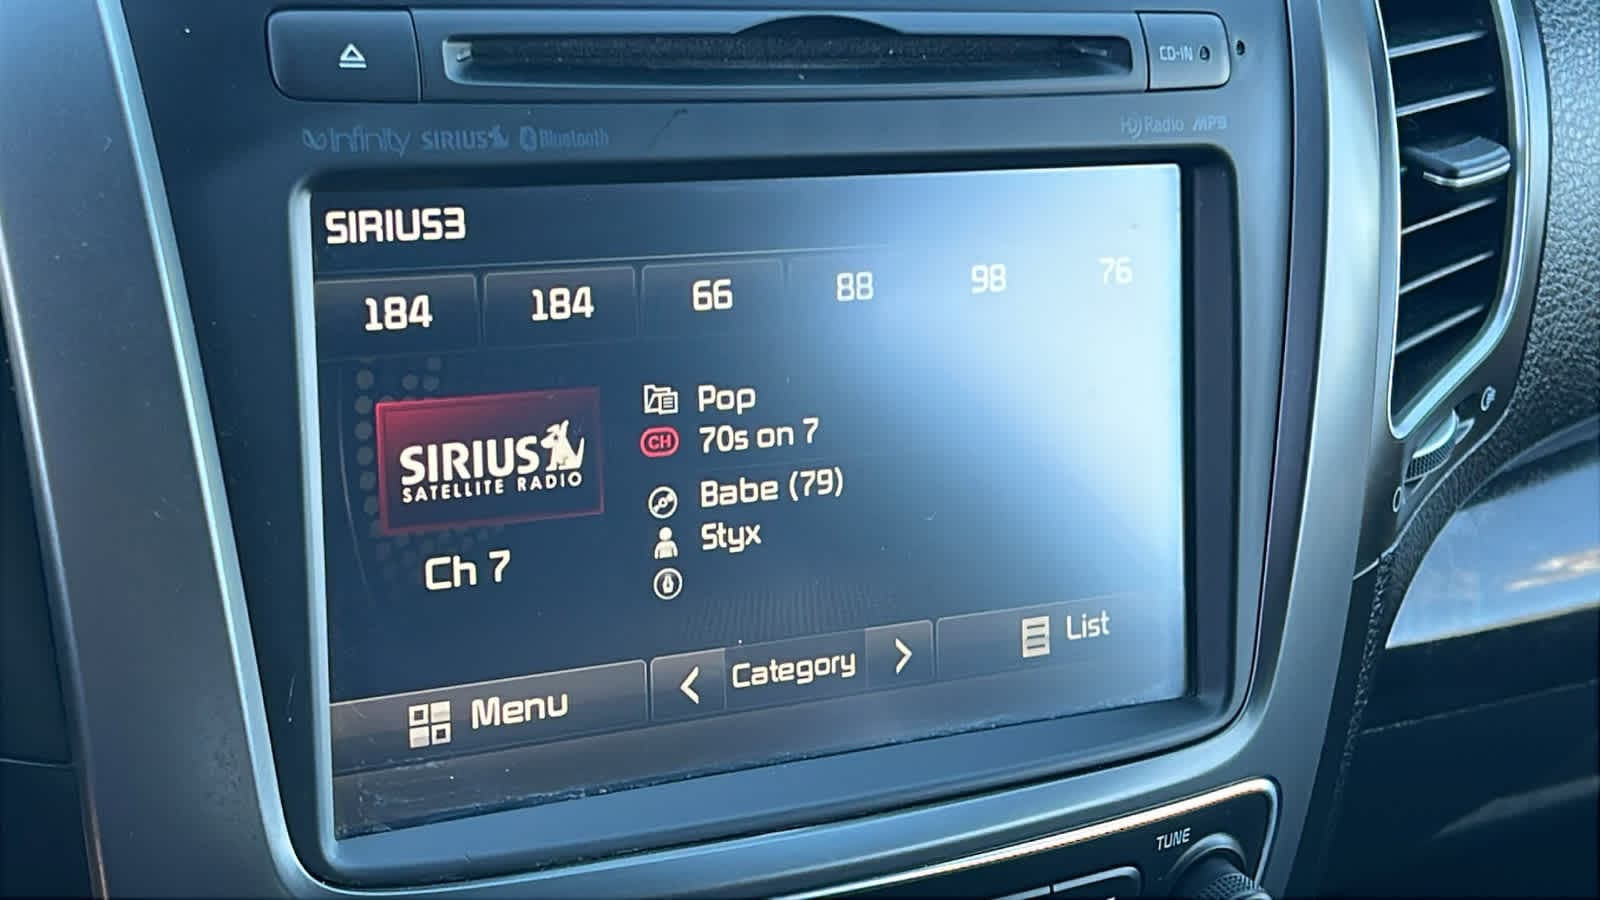 CD-IN
Infinity SIRIUS Bluetooth
HD Radio MP3
SIRIUS3
184 184 66 88 98 76
Pop
CH 70s on 7
SIRIUS
SATELLITE RADIO
Babe (79)
Styx
Ch 7
Menu < Category > List
TUNE